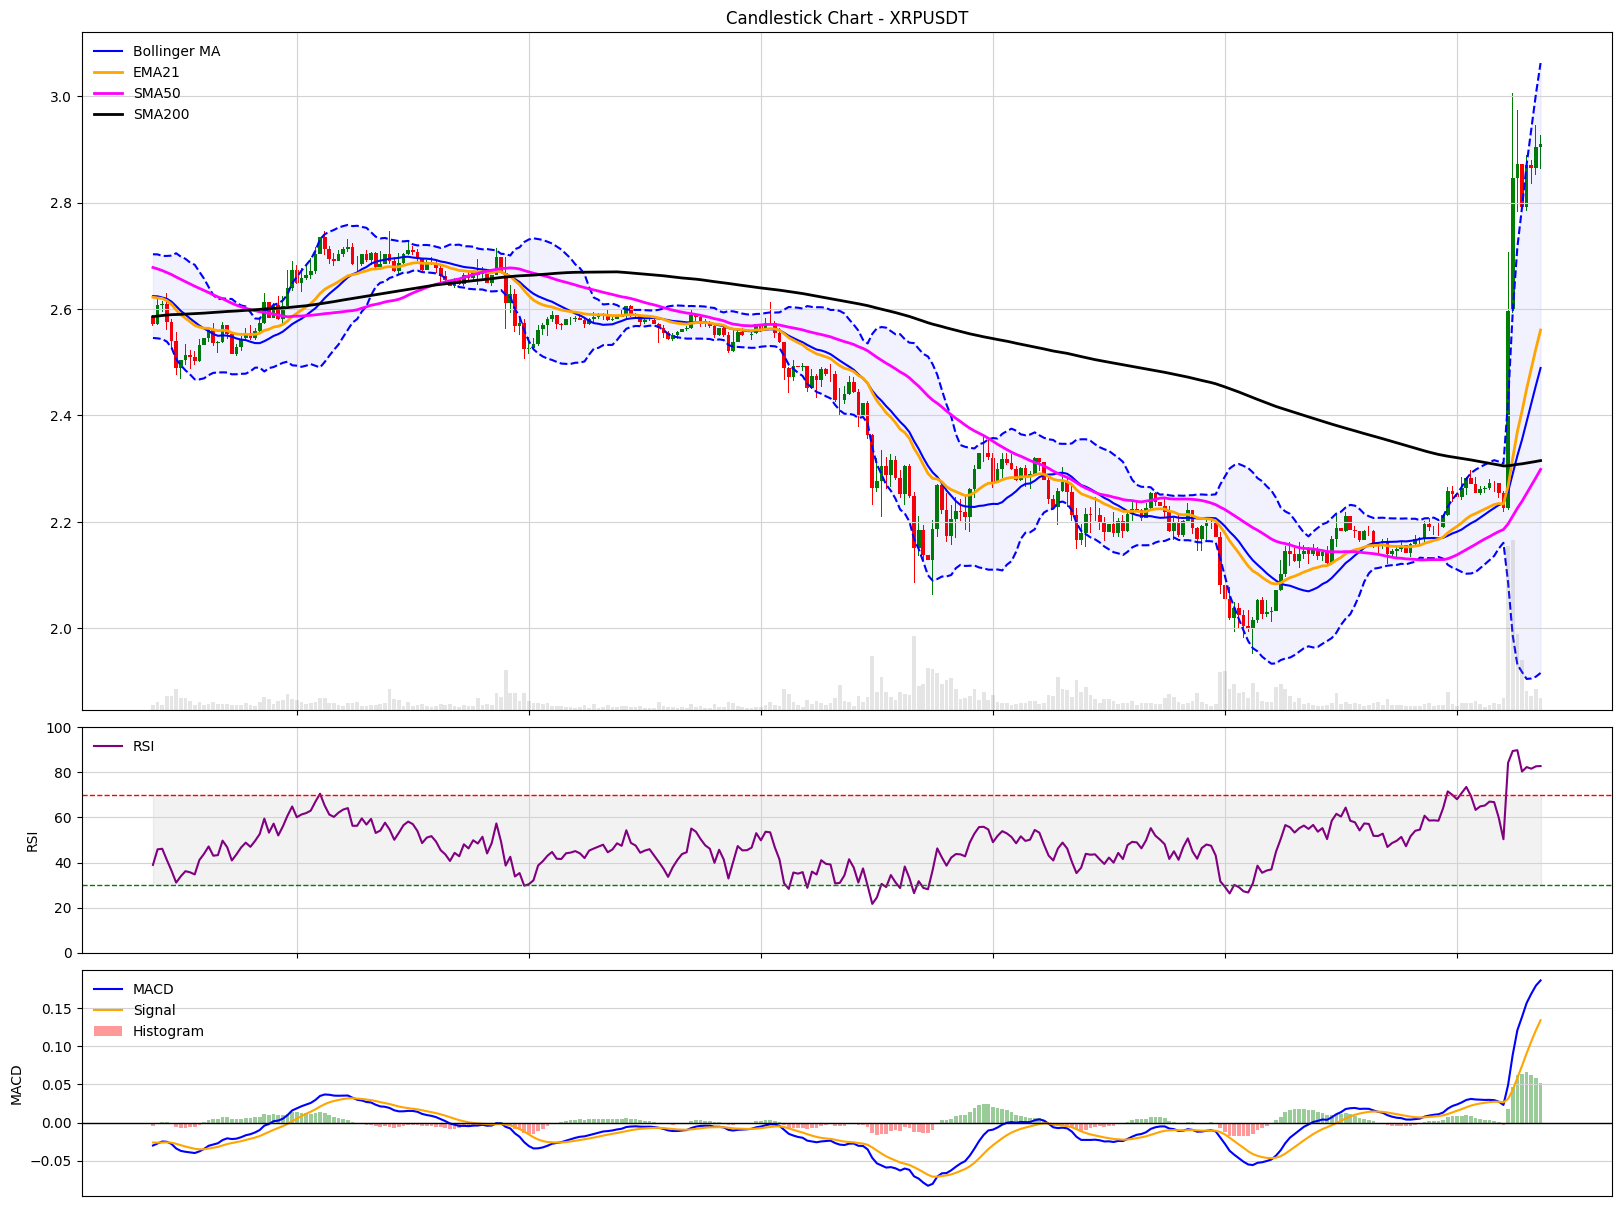 Candlestick Chart - XRPUSDT
Bollinger MA
EMA21
SMA50
SMA200
3.0
2.8
2.6
2.4
2.2
2.0
100
80
60
40
20
0
RSI
RSI
MACD
Signal
Histogram
0.15
0.10
0.05
0.00
−0.05
MACD